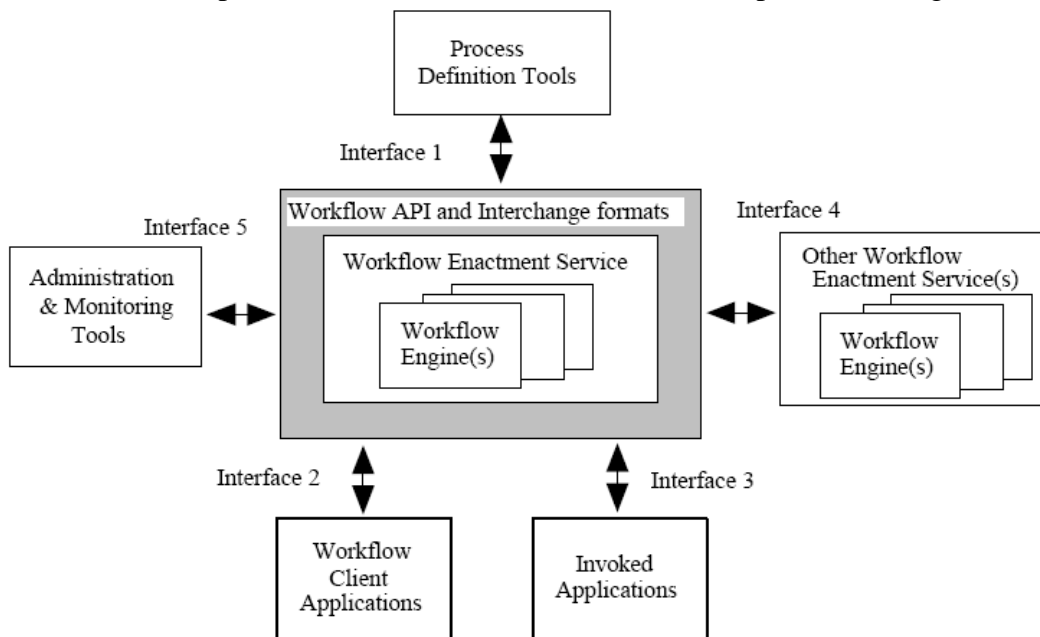 Process
Definition Tools
Interface 1
Workflow API and Interchange formats
Interface 4
Interface 5
Workflow Enactment Service
Other Workflow
Enactment Service(s)
Administration
& Monitoring
Tools
Workflow
Engine(s)
Workflow
Engine(s)
Interface 2
Interface 3
Workflow
Client
Applications
Invoked
Applications